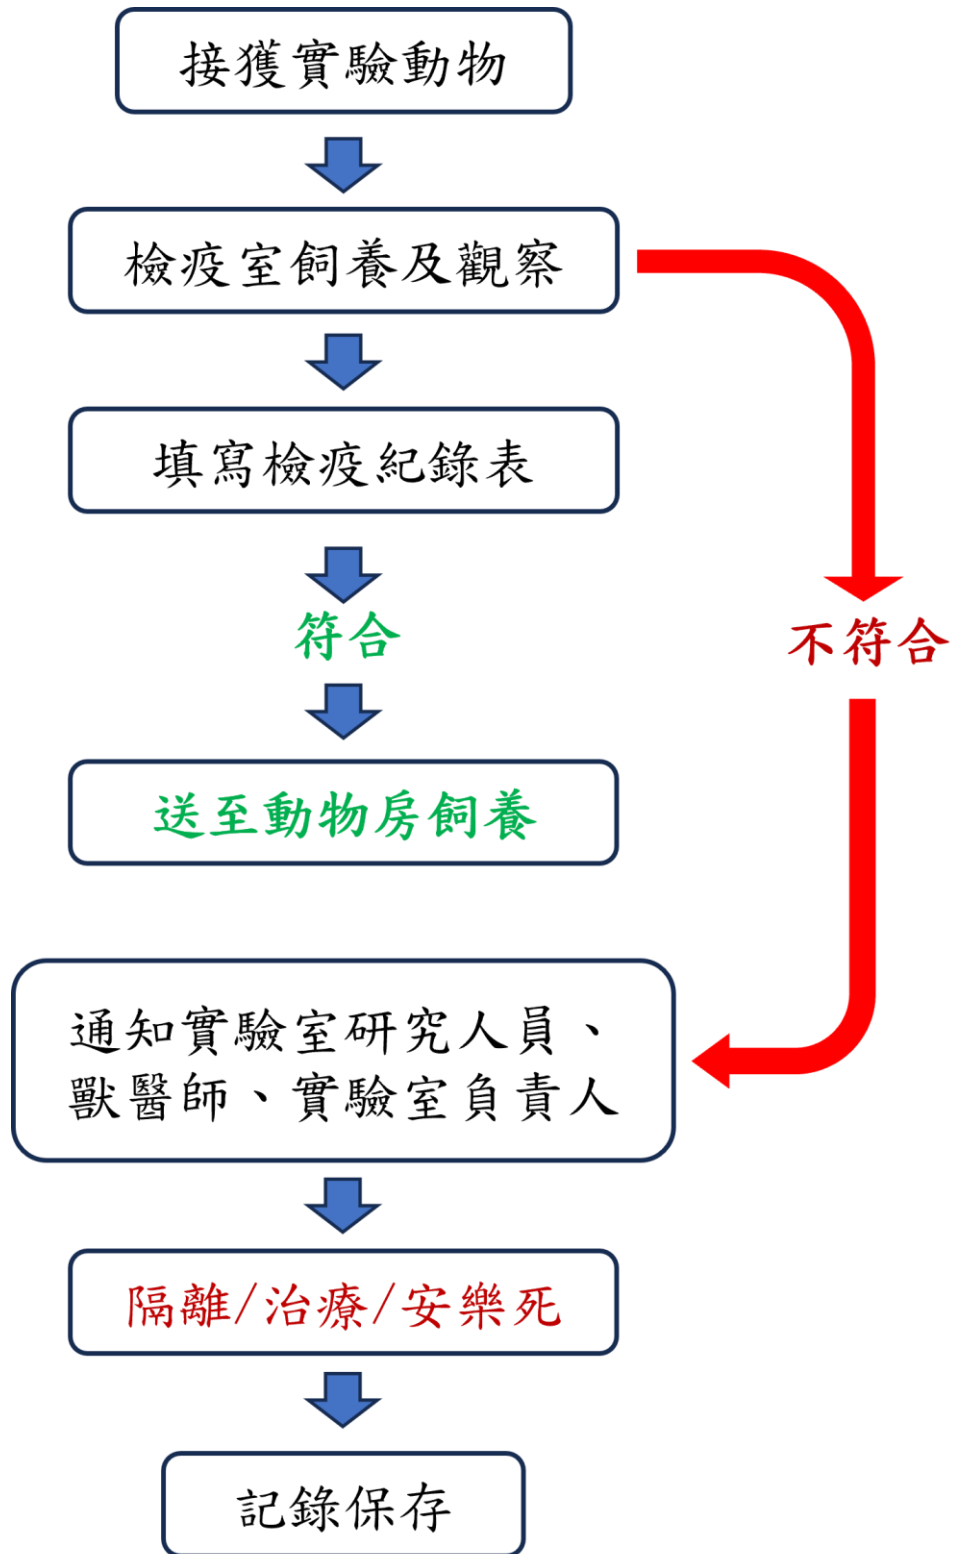 接獲實驗動物
檢疫室飼養及觀察
填寫檢疫紀錄表
符合
不符合
送至動物房飼養
通知實驗室研究人員、
獸醫師、實驗室負責人
隔離/治療/安樂死
記錄保存